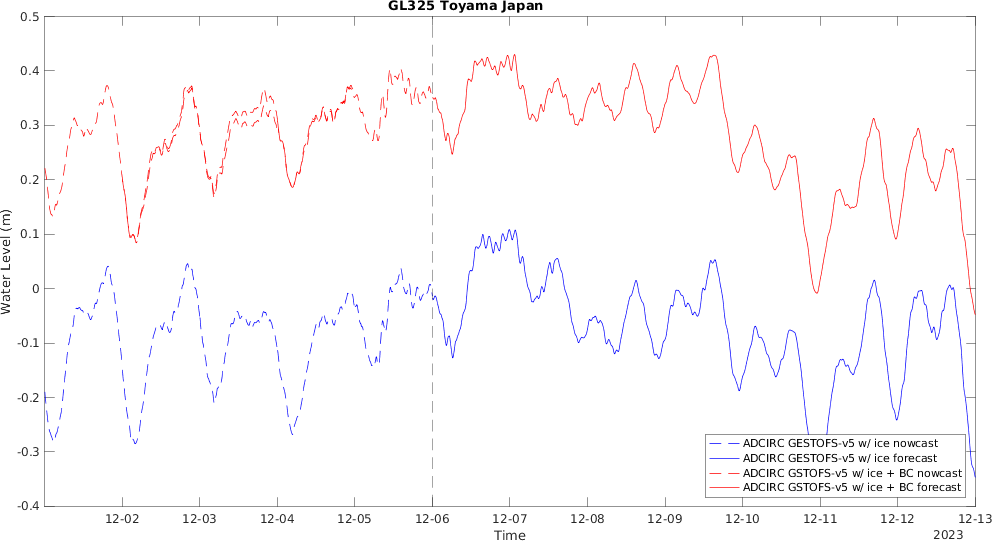 GL325 Toyama Japan
0.5
0.4
0.3
0.2
0.1
0
-0.1
-0.2
-0.3
-0.4
Water Level (m)
ADCIRC GESTOFS-v5 w/ ice nowcast
ADCIRC GESTOFS-v5 w/ ice forecast
ADCIRC GSTOFS-v5 w/ ice + BC nowcast
ADCIRC GSTOFS-v5 w/ ice + BC forecast
12-02 12-03 12-04 12-05 12-06 12-07 12-08 12-09 12-10 12-11 12-12 12-13
Time
2023